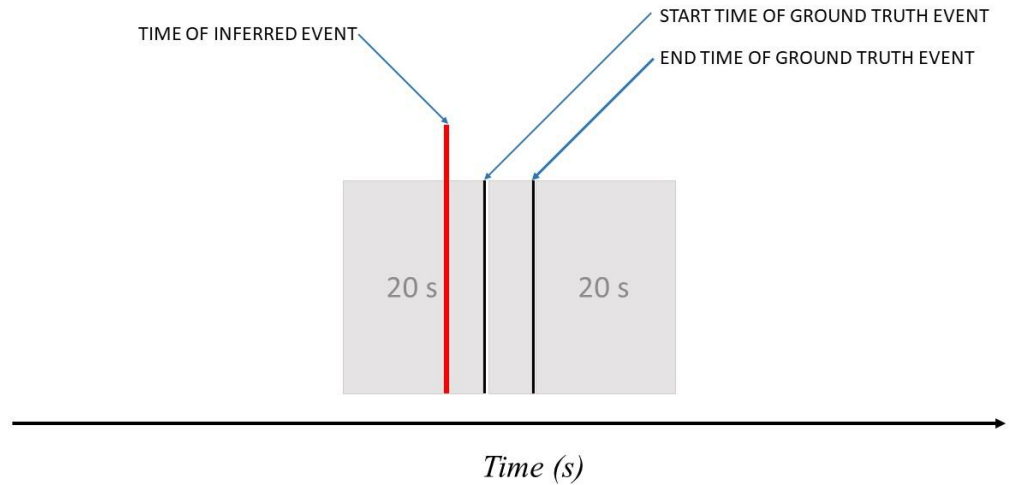 START TIME OF GROUND TRUTH EVENT
TIME OF INFERRED EVENT
END TIME OF GROUND TRUTH EVENT
20 s
20 s
Time (s)